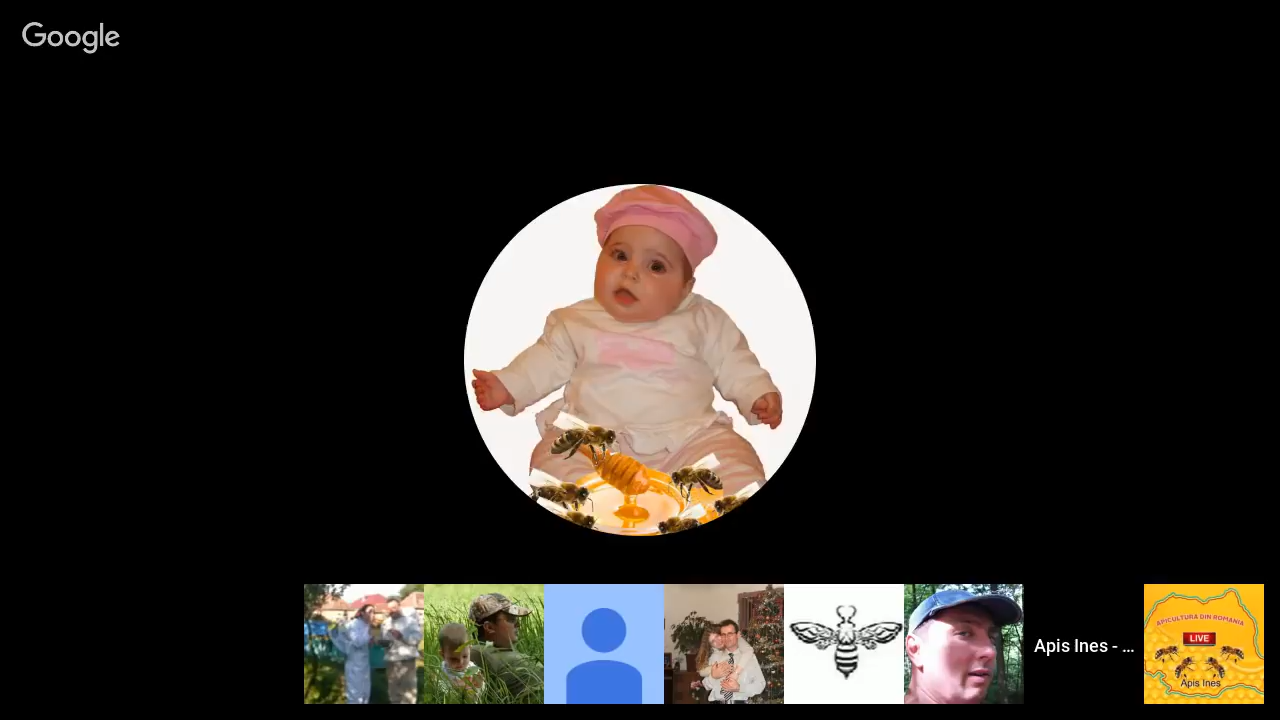 Google
Apis Ines - ...
APICULTURA DIN ROMANIA
LIVE
Apis Ines